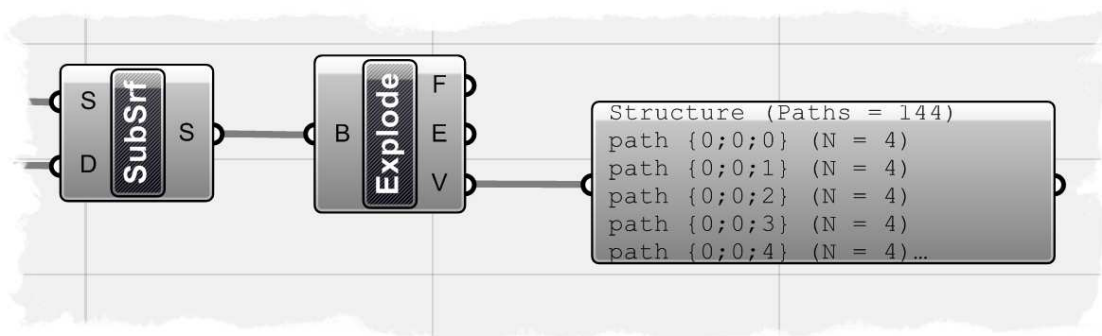 S
D
SubSrf
S
B
Explode
F
E
V
Structure (Paths = 144)
path {0;0;0} (N = 4)
path {0;0;1} (N = 4)
path {0;0;2} (N = 4)
path {0;0;3} (N = 4)
path {0;0;4} (N = 4)…